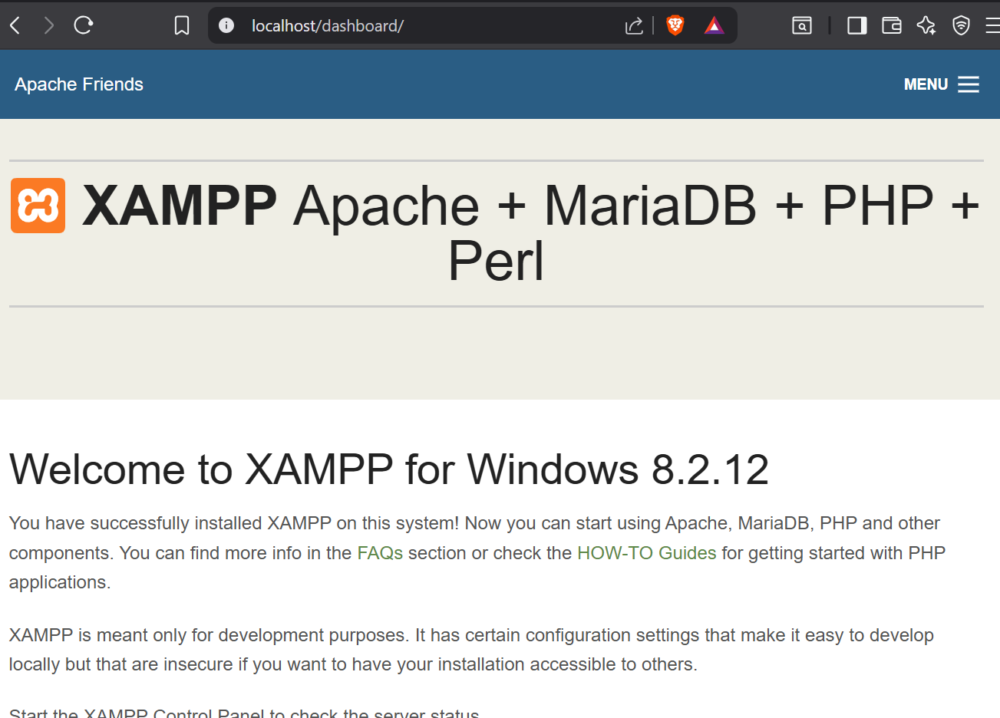 localhost/dashboard/
Apache Friends
MENU
XAMPP Apache + MariaDB + PHP +
Perl
Welcome to XAMPP for Windows 8.2.12
You have successfully installed XAMPP on this system! Now you can start using Apache, MariaDB, PHP and other
components. You can find more info in the FAQs section or check the HOW-TO Guides for getting started with PHP
applications.
XAMPP is meant only for development purposes. It has certain configuration settings that make it easy to develop
locally but that are insecure if you want to have your installation accessible to others.
Start the XAMPP Control Panel to check the server status.